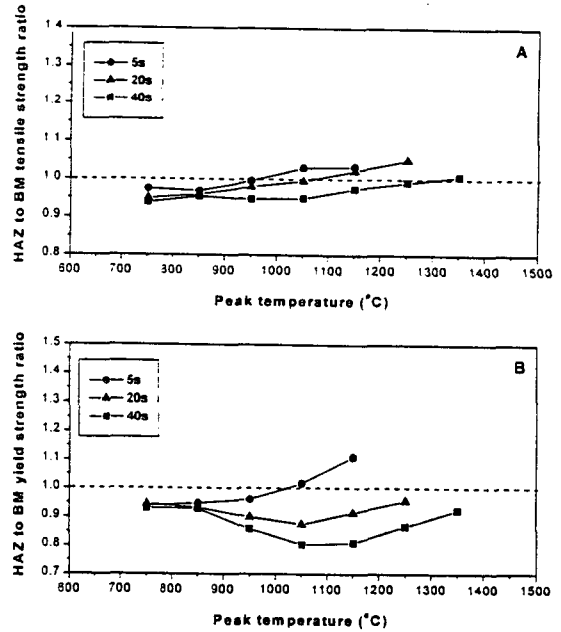 HAZ to BM tensile strength ratio
1.4
1.3
1.2
1.1
1.0
0.9
0.8
5s
20s
40s
A
600 700 800 900 1000 1100 1200 1300 1400 1500
Peak temperature (°C)
HAZ to BM yield strength ratio
1.5
1.4
1.3
1.2
1.1
1.0
0.9
0.8
0.7
5s
20s
40s
B
600 700 800 900 1000 1100 1200 1300 1400 1500
Peak temperature (°C)